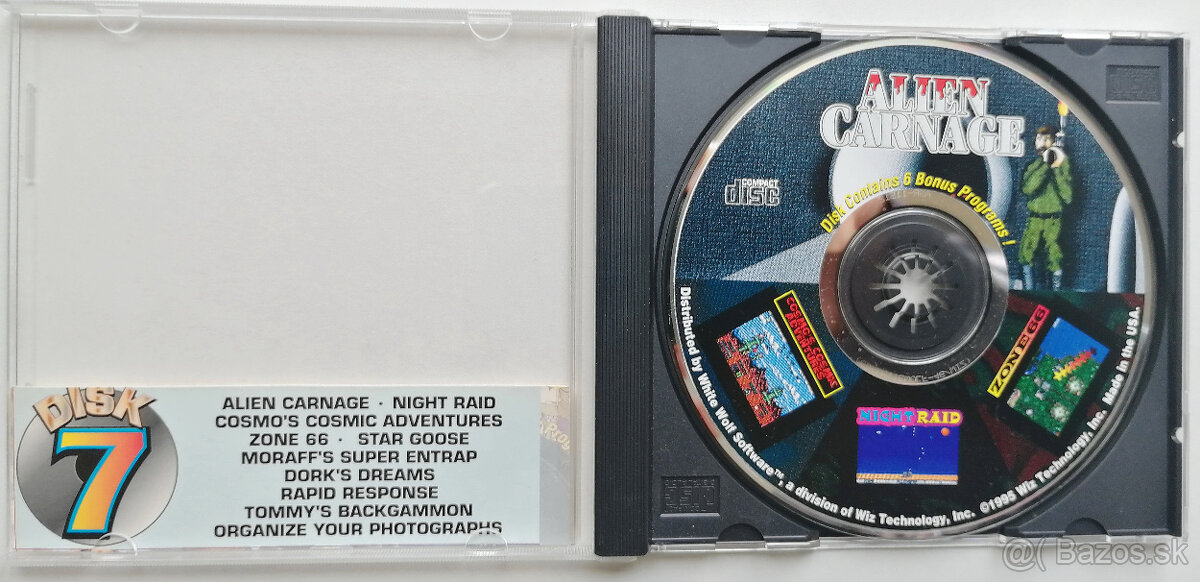 DISK
7
ALIEN CARNAGE · NIGHT RAID
COSMO'S COSMIC ADVENTURES
ZONE 66 · STAR GOOSE
MORAFF'S SUPER ENTRAP
DORK'S DREAMS
RAPID RESPONSE
TOMMY'S BACKGAMMON
ORGANIZE YOUR PHOTOGRAPHS
ALIEN
CARNAGE
COMPACT
disc
Disk Contains 6 Bonus Programs !
COSMO'S COSMIC
ADVENTURES
NIGHT RAID
ZONE 66
Distributed by White Wolf Software™, a division of Wiz Technology, Inc. ©1995 Wiz Technology, Inc. Made in the USA.
@( Bazos.sk